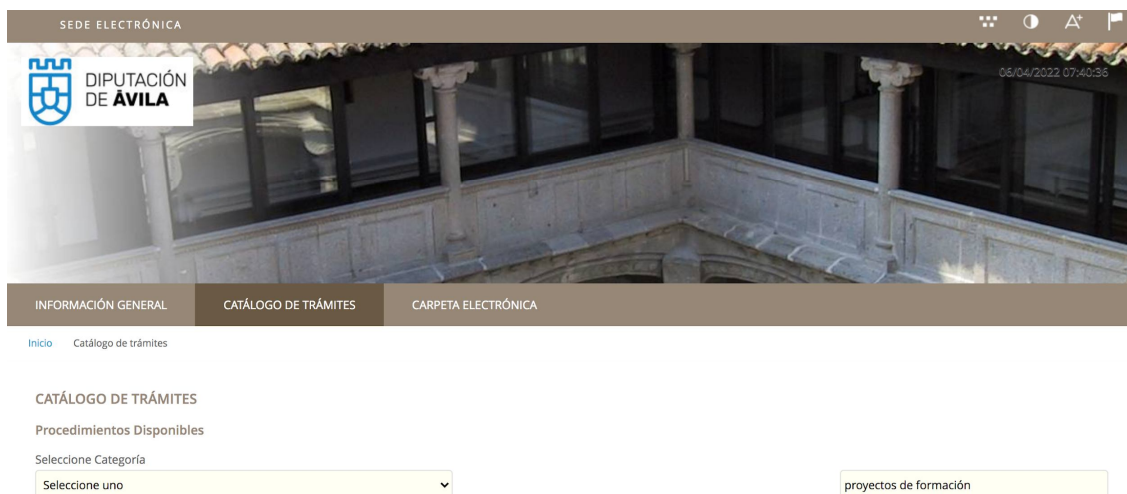 SEDE ELECTRÓNICA
A+
DIPUTACIÓN
DE ÁVILA
06/04/2022 07:40:36
INFORMACIÓN GENERAL CATÁLOGO DE TRÁMITES CARPETA ELECTRÓNICA
Inicio Catálogo de trámites
CATÁLOGO DE TRÁMITES
Procedimientos Disponibles
Seleccione Categoría
Seleccione uno proyectos de formación